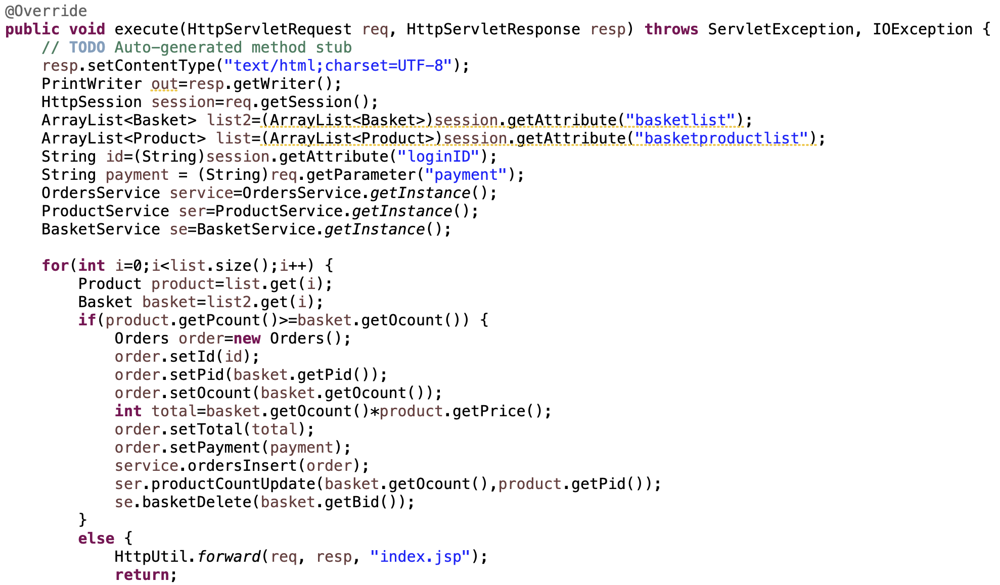 @Override
public void execute(HttpServletRequest req, HttpServletResponse resp) throws ServletException, IOException {
    // TODO Auto-generated method stub
    resp.setContentType("text/html;charset=UTF-8");
    PrintWriter out=resp.getWriter();
    HttpSession session=req.getSession();
    ArrayList<Basket> list2=(ArrayList<Basket>)session.getAttribute("basketlist");
    ArrayList<Product> list=(ArrayList<Product>)session.getAttribute("basketproductlist");
    String id=(String)session.getAttribute("loginID");
    String payment = (String)req.getParameter("payment");
    OrdersService service=OrdersService.getInstance();
    ProductService ser=ProductService.getInstance();
    BasketService se=BasketService.getInstance();

    for(int i=0;i<list.size();i++) {
        Product product=list.get(i);
        Basket basket=list2.get(i);
        if(product.getPcount()>=basket.getOcount()) {
            Orders order=new Orders();
            order.setId(id);
            order.setPid(basket.getPid());
            order.setOcount(basket.getOcount());
            int total=basket.getOcount()*product.getPrice();
            order.setTotal(total);
            order.setPayment(payment);
            service.ordersInsert(order);
            ser.productCountUpdate(basket.getOcount(),product.getPid());
            se.basketDelete(basket.getBid());
        }
        else {
            HttpUtil.forward(req, resp, "index.jsp");
            return;